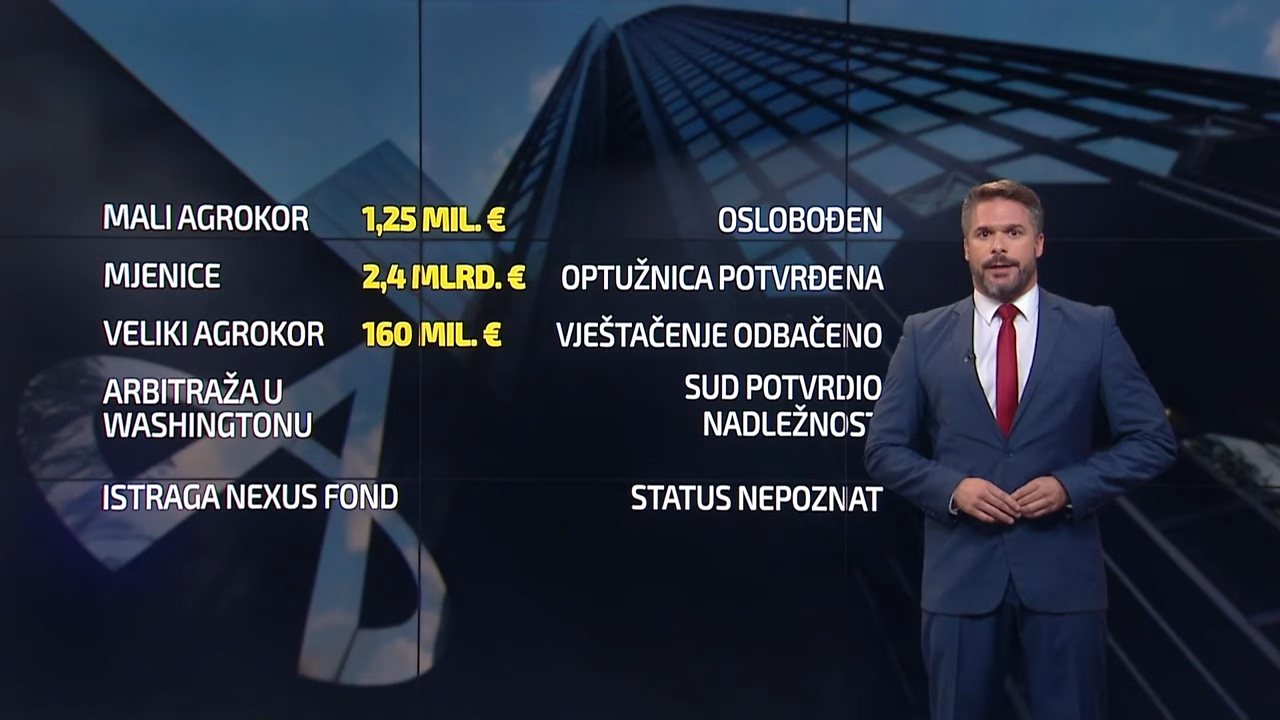 MALI AGROKOR 1,25 MIL. € OSLOBOĐEN
MJENICE 2,4 MLRD. € OPTUŽNICA POTVRĐENA
VELIKI AGROKOR 160 MIL. € VJEŠTAČENJE ODBAČENO
ARBITRAŽA U
WASHINGTONU
SUD POTVRDIO
NADLEŽNOST
ISTRAGA NEXUS FOND STATUS NEPOZNAT